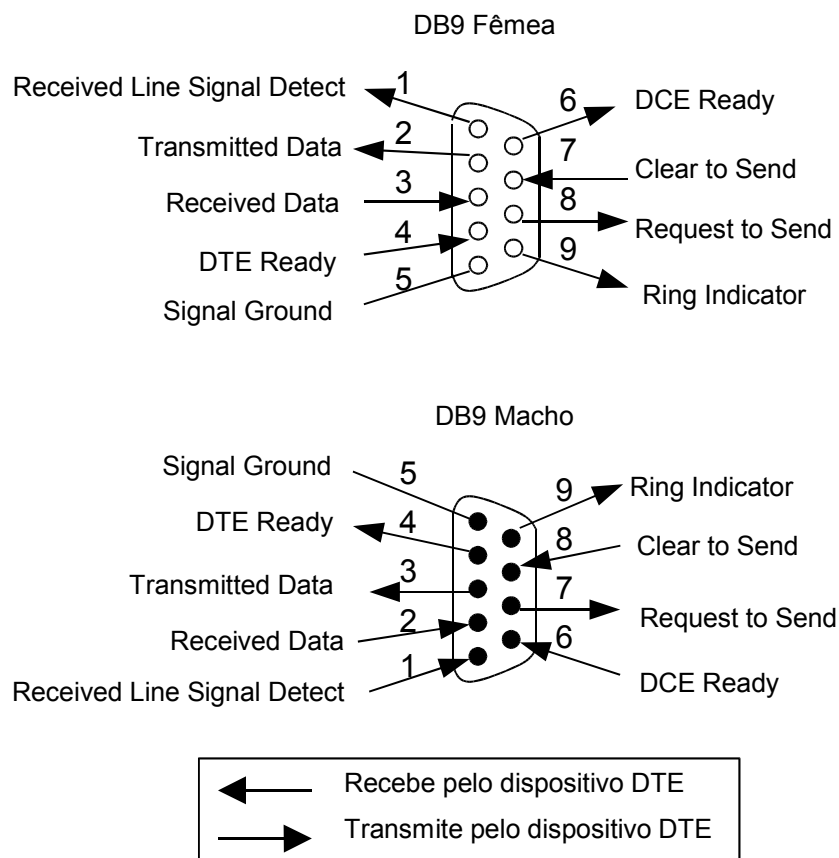 DB9 Fêmea
Received Line Signal Detect 1
6 DCE Ready
Transmitted Data 2
7 Clear to Send
Received Data 3
8 Request to Send
DTE Ready 4
9 Ring Indicator
Signal Ground 5
DB9 Macho
Signal Ground 5
9 Ring Indicator
DTE Ready 4
8 Clear to Send
Transmitted Data 3
7 Request to Send
Received Data 2
6 DCE Ready
Received Line Signal Detect 1
Recebe pelo dispositivo DTE
Transmite pelo dispositivo DTE